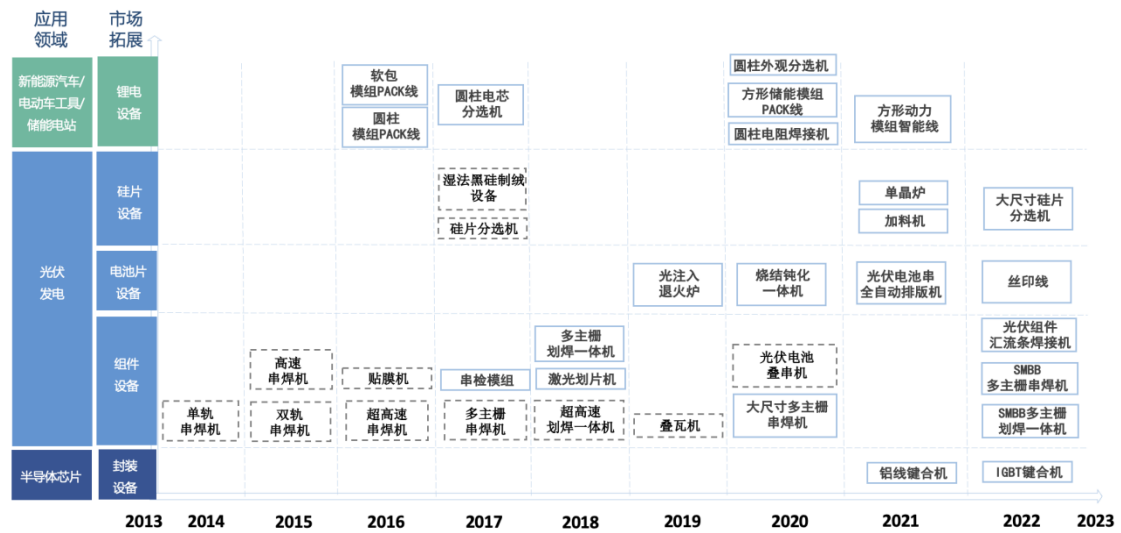 应用
领域
市场
拓展
新能源汽车/
电动车工具/
储能电站
锂电
设备
软包
模组PACK线
圆柱
模组PACK线
圆柱电芯
分选机
圆柱外观分选机
方形储能模组
PACK线
圆柱电阻焊接机
方形动力
模组智能线
光伏
发电
硅片
设备
湿法黑硅制绒
设备
硅片分选机
单晶炉
加料机
大尺寸硅片
分选机
电池片
设备
光注入
退火炉
烧结钝化
一体机
光伏电池串
全自动排版机
丝印线
组件
设备
单轨
串焊机
高速
串焊机
双轨
串焊机
贴膜机
超高速
串焊机
串检模组
多主栅
串焊机
多主栅
划焊一体机
激光划片机
超高速
划焊一体机
叠瓦机
光伏电池
叠串机
大尺寸多主栅
串焊机
光伏组件
汇流条焊接机
SMBB
多主栅串焊机
SMBB多主栅
划焊一体机
半导体芯片
封装
设备
铝线键合机
IGBT键合机
2013 2014 2015 2016 2017 2018 2019 2020 2021 2022 2023